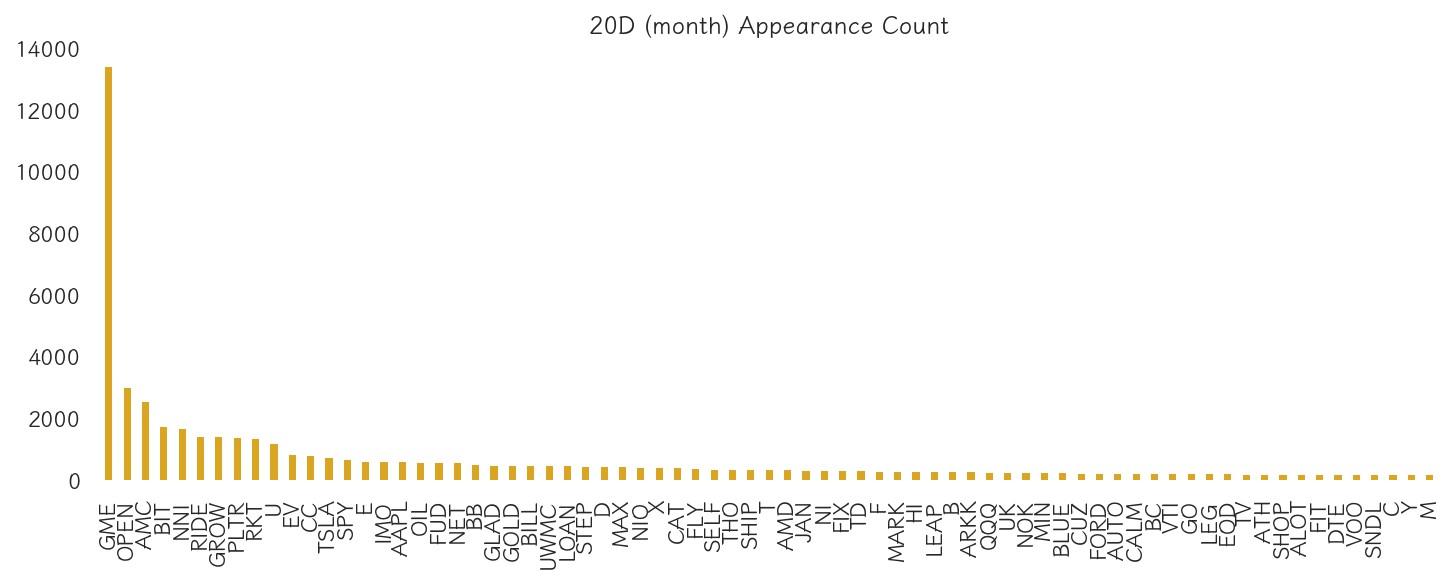 20D (month) Appearance Count
14000
12000
10000
8000
6000
4000
2000
0
GME
OPEN
AMC
BIT
NNI
RIDE
GROW
PLTR
RKT
U
EV
CC
TSLA
SPY
E
IMO
AAPL
OIL
FUD
NET
BB
GLAD
GOLD
BILL
UWMC
LOAN
STEP
D
MAX
NIO
X
CAT
FLY
SELF
THO
SHIP
T
AMD
JAN
NI
FIX
TD
F
MARK
HI
LEAP
B
ARKK
QQQ
UK
NOK
MIN
BLUE
CUZ
FORD
AUTO
CALM
BC
VTI
GO
LEG
EQD
TV
ATH
SHOP
ALOT
FIT
DTE
VOO
SNDL
C
Y
M